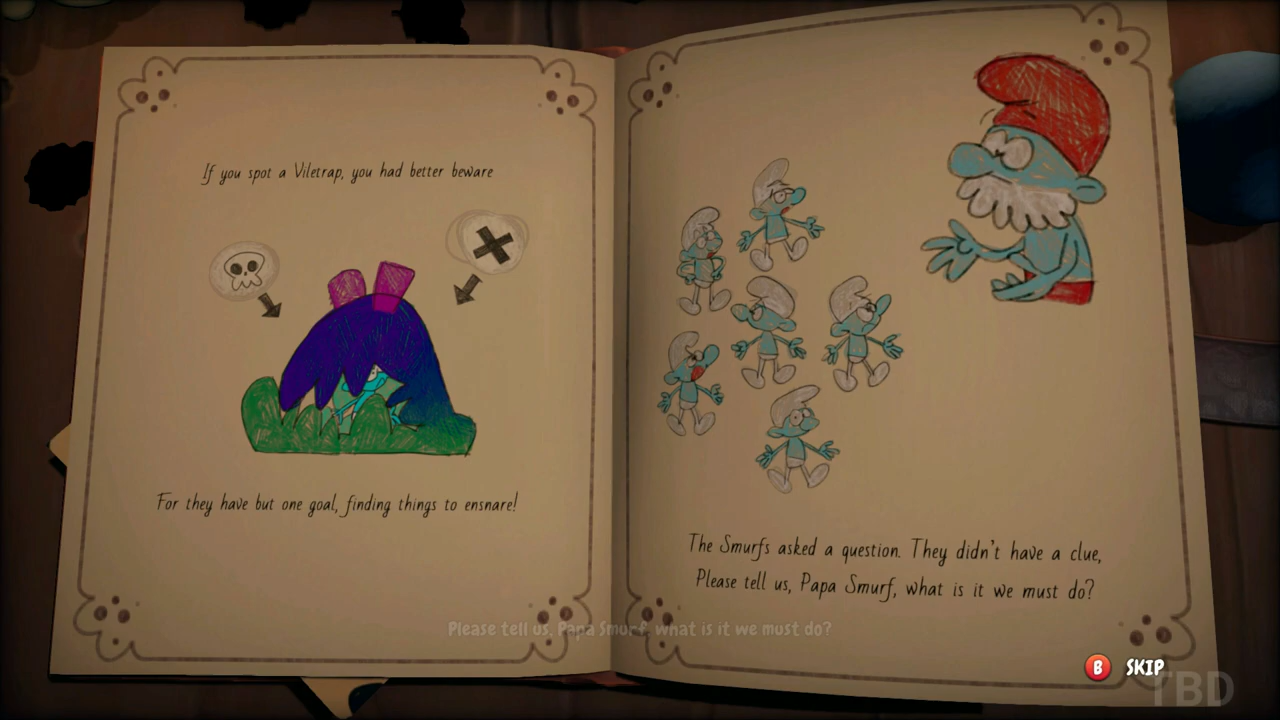 If you spot a Viletrap, you had better beware
For they have but one goal, finding things to ensnare!
The Smurfs asked a question. They didn't have a clue,
Please tell us, Papa Smurf, what is it we must do?
Please tell us, Papa Smurf, what is it we must do?
B SKIP
TBD